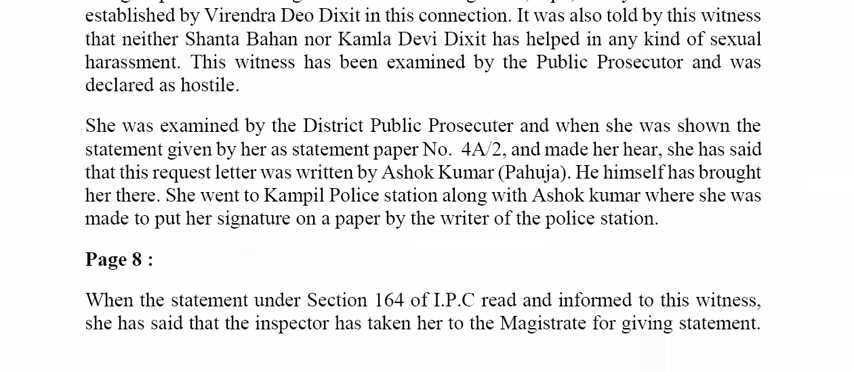 established by Virendra Deo Dixit in this connection. It was also told by this witness
that neither Shanta Bahan nor Kamla Devi Dixit has helped in any kind of sexual
harassment. This witness has been examined by the Public Prosecutor and was
declared as hostile.
She was examined by the District Public Prosecuter and when she was shown the
statement given by her as statement paper No. 4A/2, and made her hear, she has said
that this request letter was written by Ashok Kumar (Pahuja). He himself has brought
her there. She went to Kampil Police station along with Ashok kumar where she was
made to put her signature on a paper by the writer of the police station.
Page 8 :
When the statement under Section 164 of I.P.C read and informed to this witness,
she has said that the inspector has taken her to the Magistrate for giving statement.